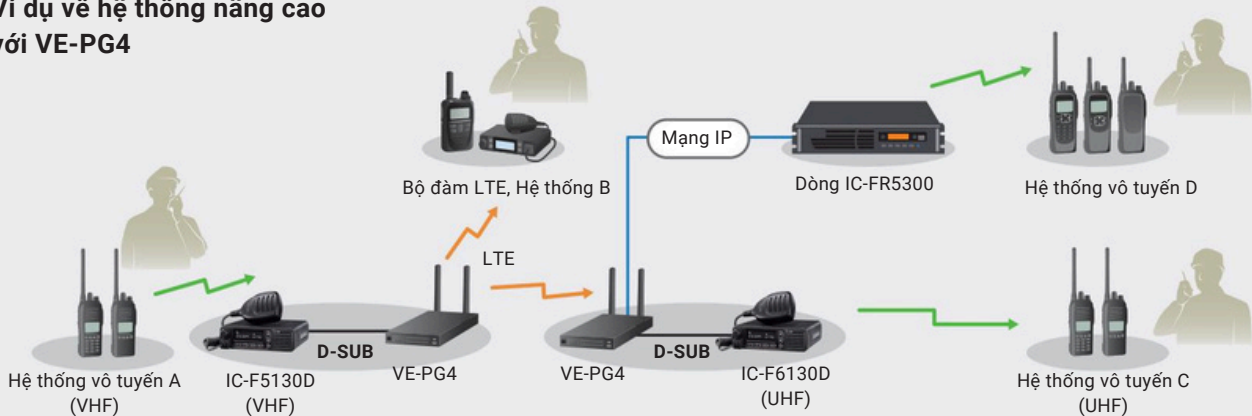 Ví dụ về hệ thống nâng cao
với VE-PG4
Mạng IP
Bộ đàm LTE, Hệ thống B
Dòng IC-FR5300
Hệ thống vô tuyến D
LTE
D-SUB
D-SUB
Hệ thống vô tuyến A
(VHF)
IC-F5130D
(VHF)
VE-PG4
VE-PG4
IC-F6130D
(UHF)
Hệ thống vô tuyến C
(UHF)